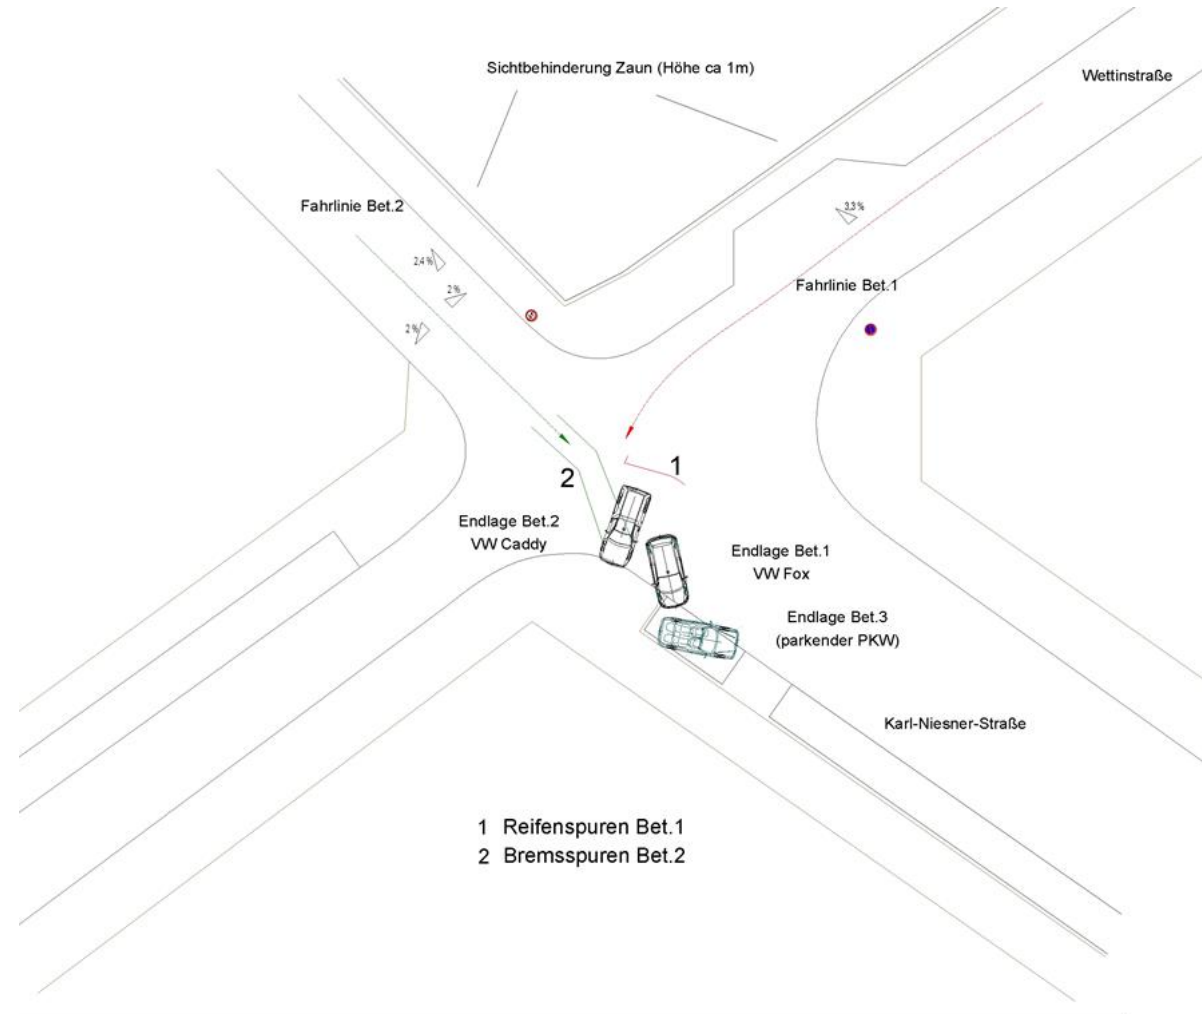 Sichtbehinderung Zaun (Höhe ca 1m)
Wettinstraße
Fahrlinie Bet.2
3,3 %
2,4 %
2 %
2 %
Fahrlinie Bet.1
1
2
Endlage Bet.2
VW Caddy
Endlage Bet.1
VW Fox
Endlage Bet.3
(parkender PKW)
Karl-Niesner-Straße
1 Reifenspuren Bet.1
2 Bremsspuren Bet.2